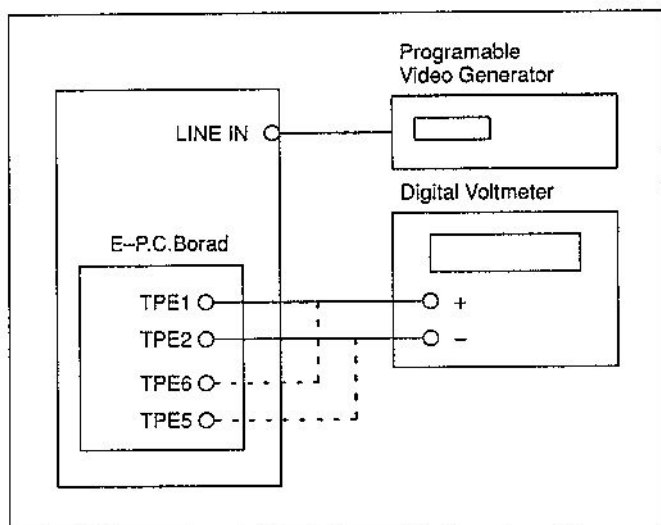 Programable
Video Generator
LINE IN
Digital Voltmeter
E-P.C.Borad
TPE1
+
TPE2
-
TPE6
TPE5